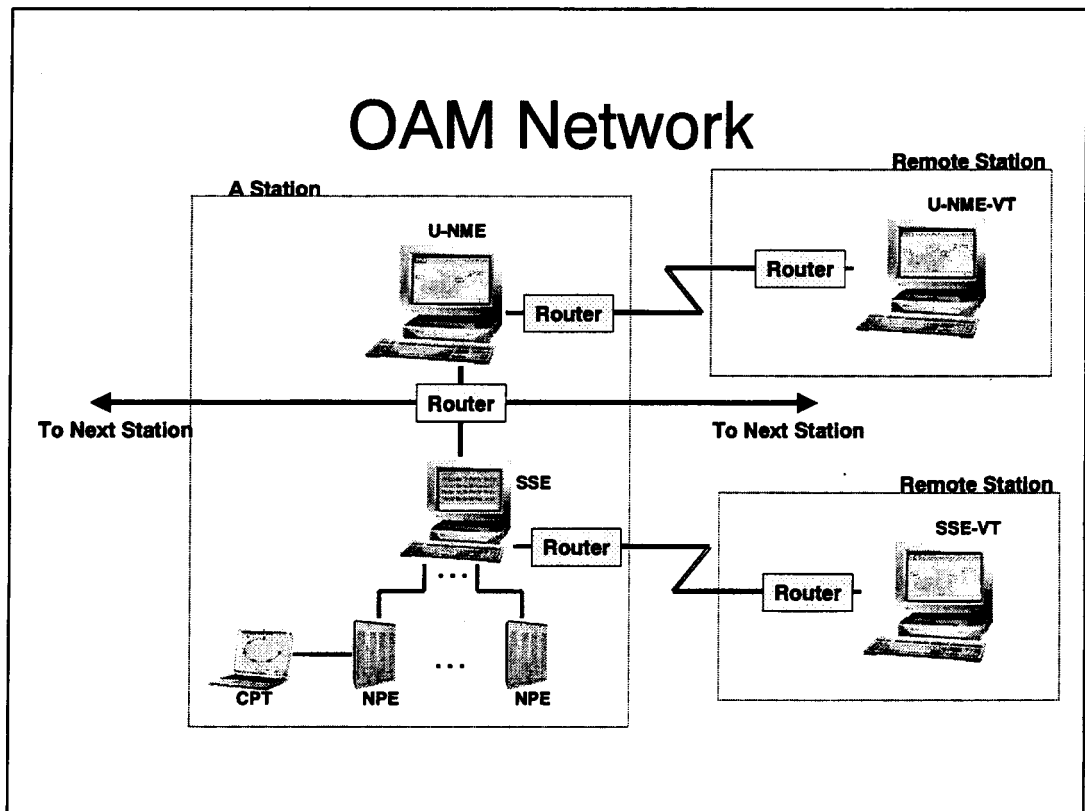 OAM Network
A Station
Remote Station
U-NME
U-NME-VT
Router
Router
Router
To Next Station
To Next Station
SSE
Remote Station
SSE-VT
Router
Router
...
...
CPT
NPE
NPE